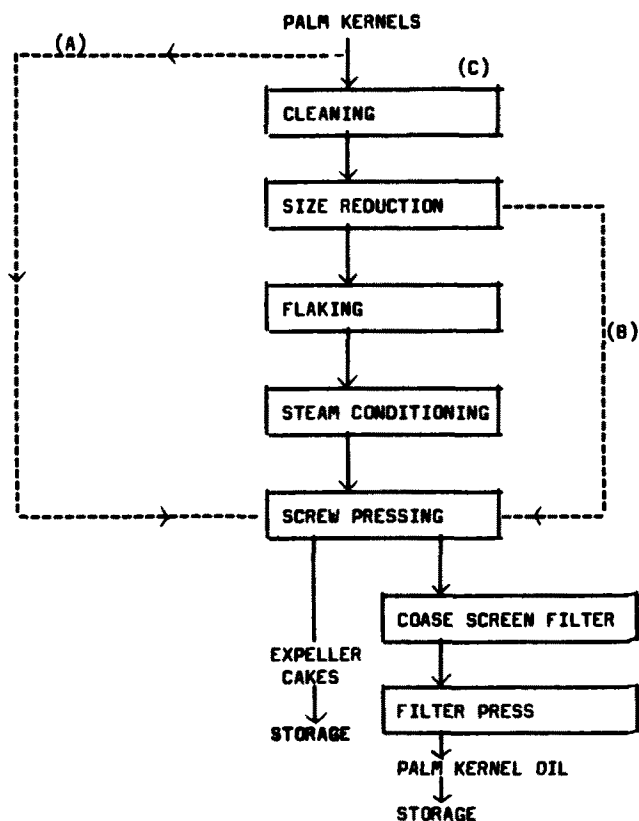 PALM KERNELS
(A)
(C)
CLEANING
SIZE REDUCTION
FLAKING
(B)
STEAM CONDITIONING
SCREW PRESSING
COASE SCREEN FILTER
EXPELLER
CAKES
FILTER PRESS
STORAGE
PALM KERNEL OIL
STORAGE